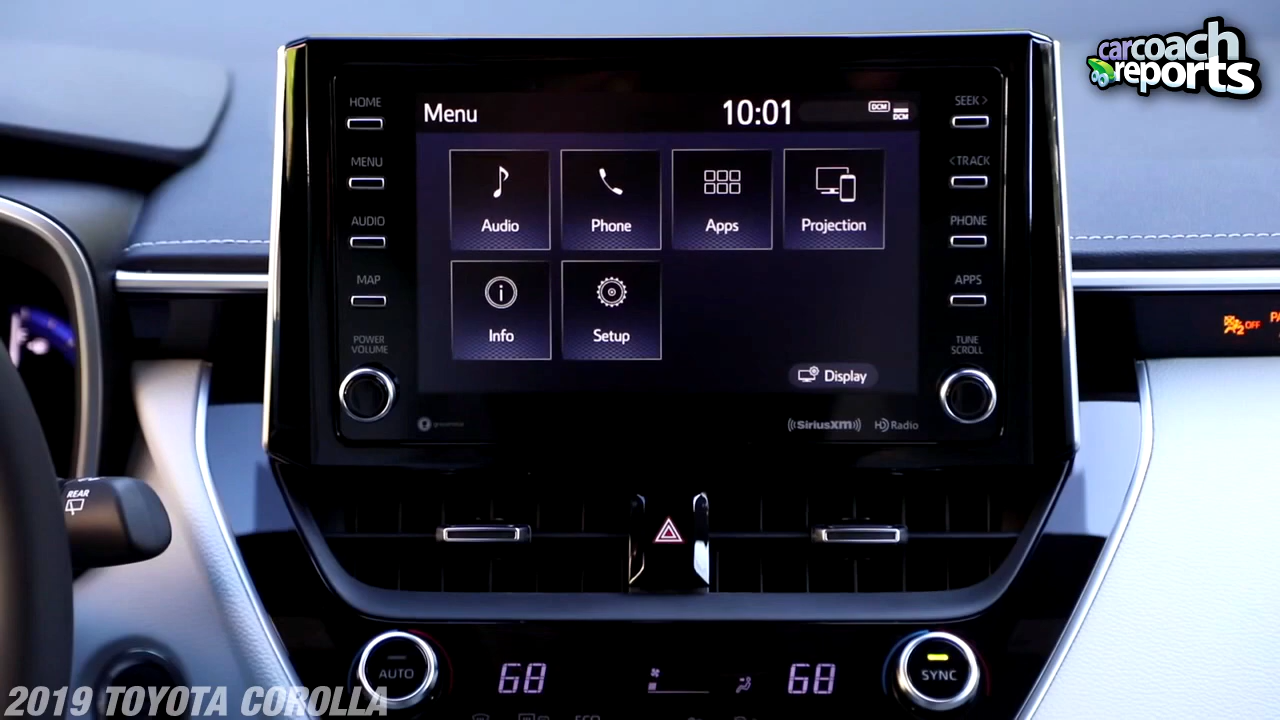 carcoach
reports
HOME
MENU
AUDIO
MAP
POWER
VOLUME
Menu
10:01
DCM
DCM
Audio
Phone
Apps
Projection
Info
Setup
Display
SiriusXM
HD Radio
SEEK >
< TRACK
PHONE
APPS
TUNE
SCROLL
OFF
REAR
AUTO
68
68
SYNC
2019 TOYOTA COROLLA